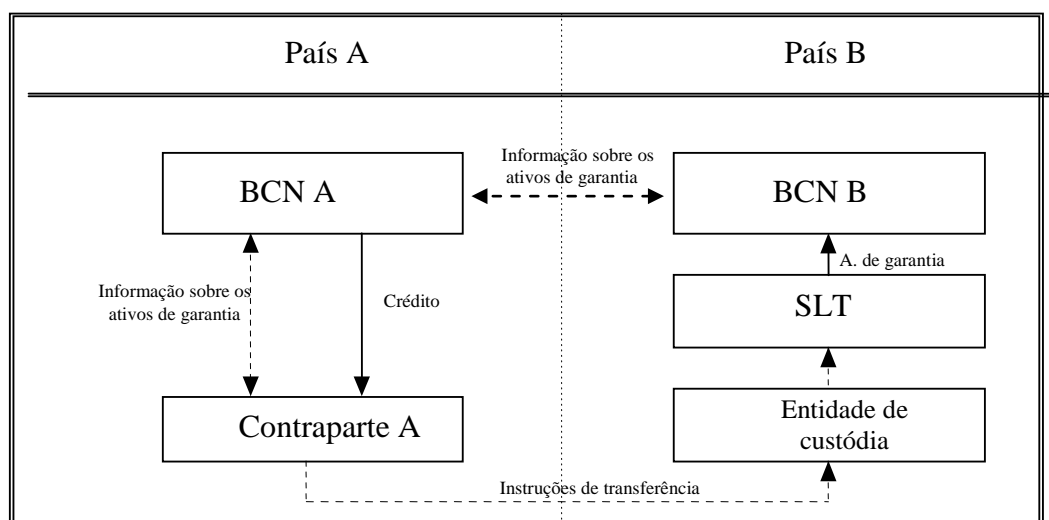 País A
País B
Informação sobre os
ativos de garantia
BCN A
BCN B
A. de garantia
Informação sobre os
ativos de garantia
Crédito
SLT
Contraparte A
Entidade de
custódia
Instruções de transferência